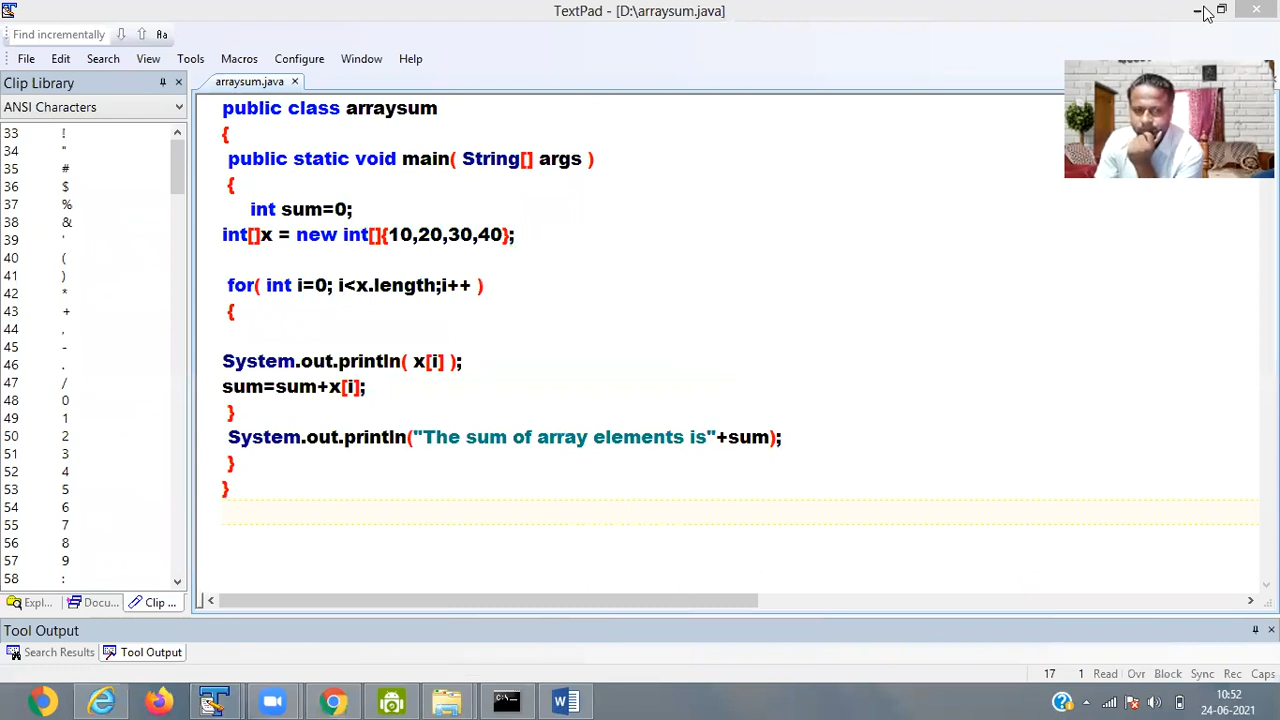 TextPad - [D:\arraysum.java]
Find incrementally
Aa
File Edit Search View Tools Macros Configure Window Help
Clip Library
arraysum.java
ANSI Characters
33 !
34 "
35 #
36 $
37 %
38 &
39 '
40 (
41 )
42 *
43 +
44 ,
45 -
46 .
47 /
48 0
49 1
50 2
51 3
52 4
53 5
54 6
55 7
56 8
57 9
58 :
public class arraysum
{
public static void main( String[] args )
{
int sum=0;
int[]x = new int[]{10,20,30,40};
for( int i=0; i<x.length;i++ )
{
System.out.println( x[i] );
sum=sum+x[i];
}
System.out.println("The sum of array elements is"+sum);
}
}
Expl... Docu... Clip ...
Tool Output
Search Results Tool Output
17 1 Read Ovr Block Sync Rec Caps
10:52
24-06-2021